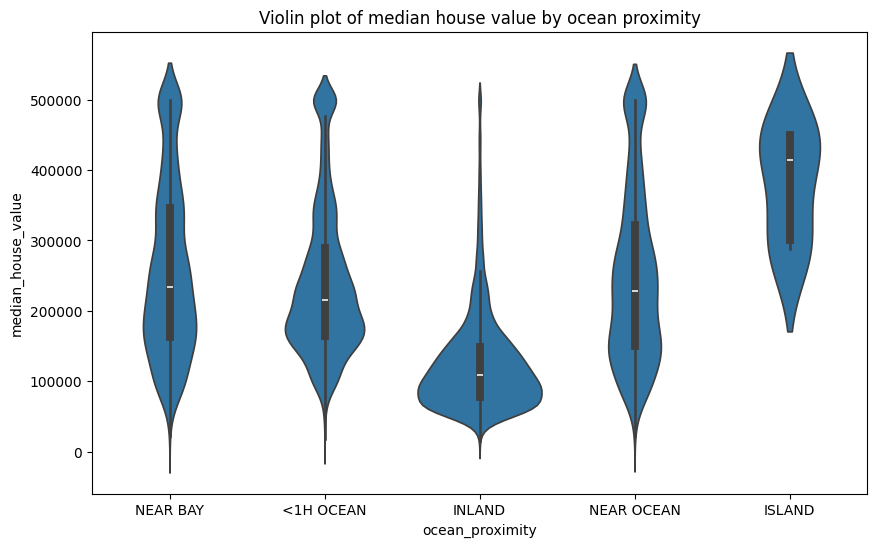 Violin plot of median house value by ocean proximity
median_house_value
500000
400000
300000
200000
100000
0
NEAR BAY <1H OCEAN INLAND NEAR OCEAN ISLAND
ocean_proximity